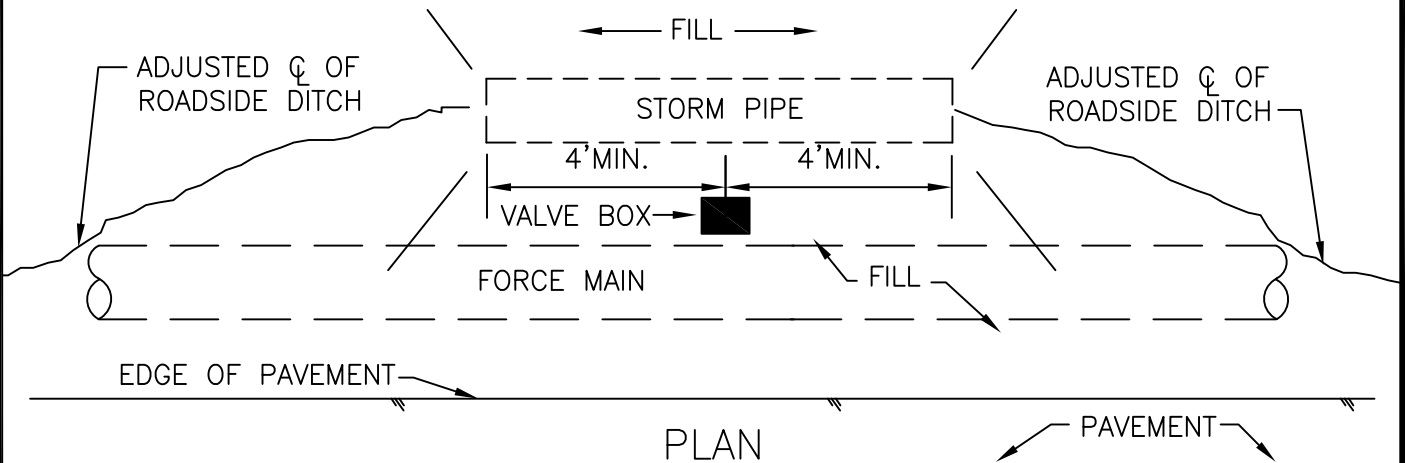 FILL
ADJUSTED ℄ OF
ROADSIDE DITCH
ADJUSTED ℄ OF
ROADSIDE DITCH
STORM PIPE
4'MIN.
4'MIN.
VALVE BOX
FORCE MAIN
FILL
EDGE OF PAVEMENT
PLAN
PAVEMENT